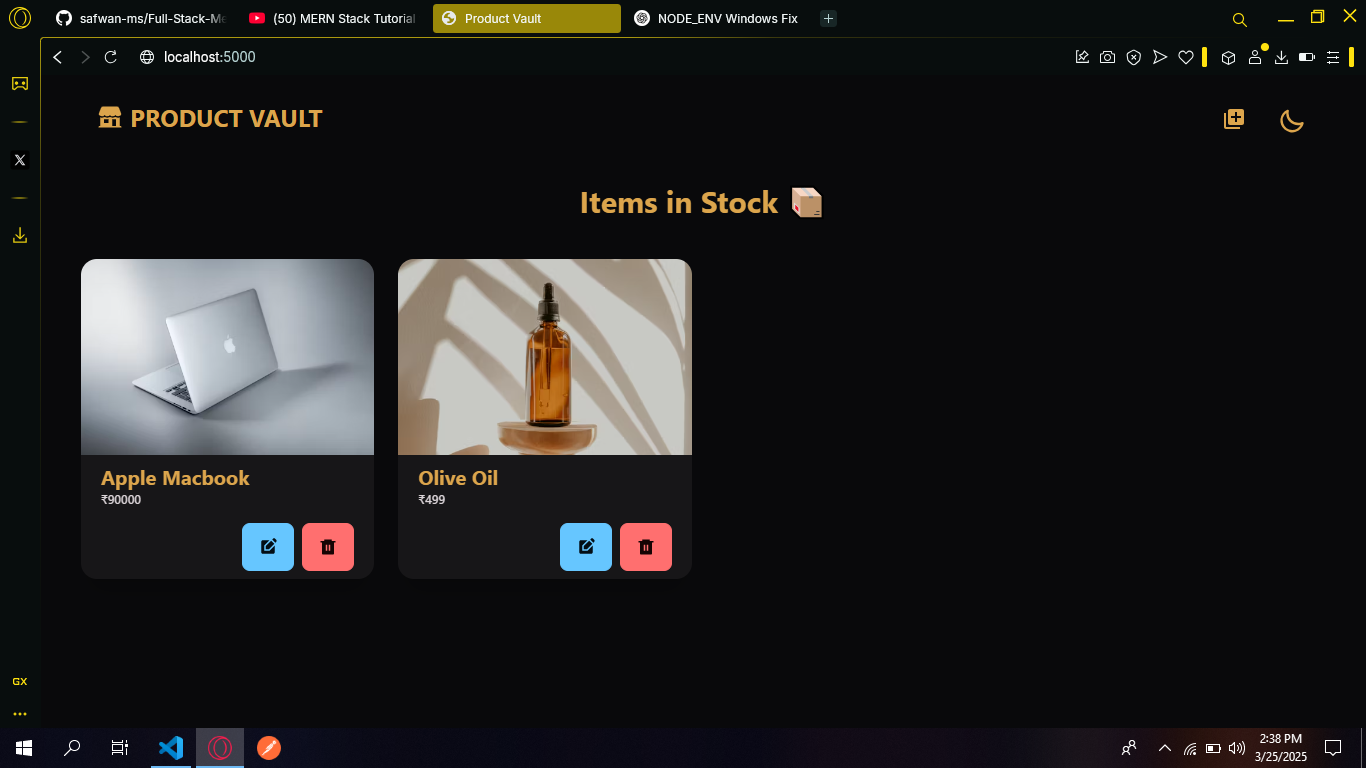 safwan-ms/Full-Stack-Me
(50) MERN Stack Tutorial
Product Vault
NODE_ENV Windows Fix
localhost:5000
PRODUCT VAULT
Items in Stock
Apple Macbook
₹90000
Olive Oil
₹499
GX
2:38 PM
3/25/2025